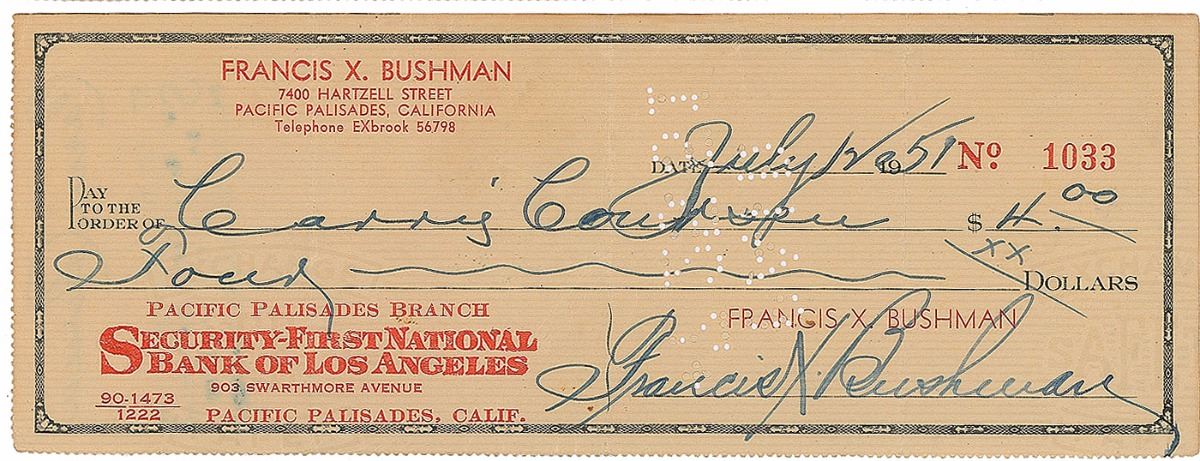 FRANCIS X. BUSHMAN
7400 HARTZELL STREET
PACIFIC PALISADES, CALIFORNIA
Telephone EXbrook 56798
DATE July 12 1951 Nº 1033
PAY TO THE ORDER OF Carrie $ 4.00
Four xx DOLLARS
PACIFIC PALISADES BRANCH
SECURITY-FIRST NATIONAL
BANK OF LOS ANGELES
903 SWARTHMORE AVENUE
90-1473
1222
PACIFIC PALISADES, CALIF.
FRANCIS X. BUSHMAN
Francis X. Bushman